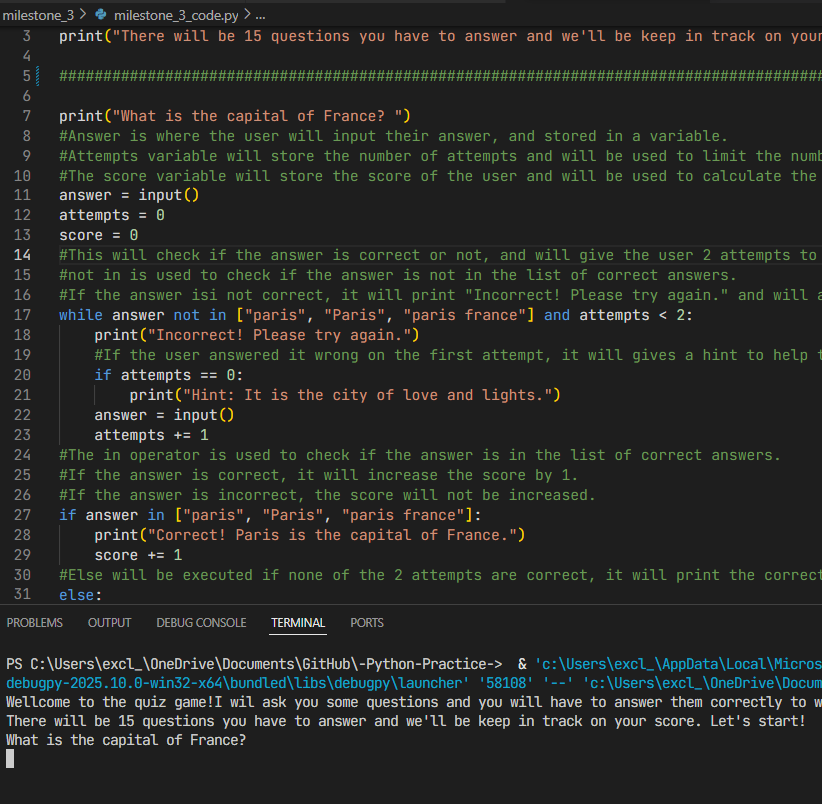 milestone_3 > milestone_3_code.py > ...
3 print("There will be 15 questions you have to answer and we'll be keep in track on your
4
5 ######################################################################################
6
7 print("What is the capital of France? ")
8 #Answer is where the user will input their answer, and stored in a variable.
9 #Attempts variable will store the number of attempts and will be used to limit the numb
10 #The score variable will store the score of the user and will be used to calculate the
11 answer = input()
12 attempts = 0
13 score = 0
14 #This will check if the answer is correct or not, and will give the user 2 attempts to
15 #not in is used to check if the answer is not in the list of correct answers.
16 #If the answer isi not correct, it will print "Incorrect! Please try again." and will a
17 while answer not in ["paris", "Paris", "paris france"] and attempts < 2:
18 print("Incorrect! Please try again.")
19 #If the user answered it wrong on the first attempt, it will gives a hint to help t
20 if attempts == 0:
21 print("Hint: It is the city of love and lights.")
22 answer = input()
23 attempts += 1
24 #The in operator is used to check if the answer is in the list of correct answers.
25 #If the answer is correct, it will increase the score by 1.
26 #If the answer is incorrect, the score will not be increased.
27 if answer in ["paris", "Paris", "paris france"]:
28 print("Correct! Paris is the capital of France.")
29 score += 1
30 #Else will be executed if none of the 2 attempts are correct, it will print the correct
31 else:
PROBLEMS OUTPUT DEBUG CONSOLE TERMINAL PORTS
PS C:\Users\excl_\OneDrive\Documents\GitHub\-Python-Practice-> & 'c:\Users\excl_\AppData\Local\Micros
debugpy-2025.10.0-win32-x64\bundled\libs\debugpy\launcher' '58108' '--' 'c:\Users\excl_\OneDrive\Docum
Wellcome to the quiz game!I wil ask you some questions and you will have to answer them correctly to w
There will be 15 questions you have to answer and we'll be keep in track on your score. Let's start!
What is the capital of France?